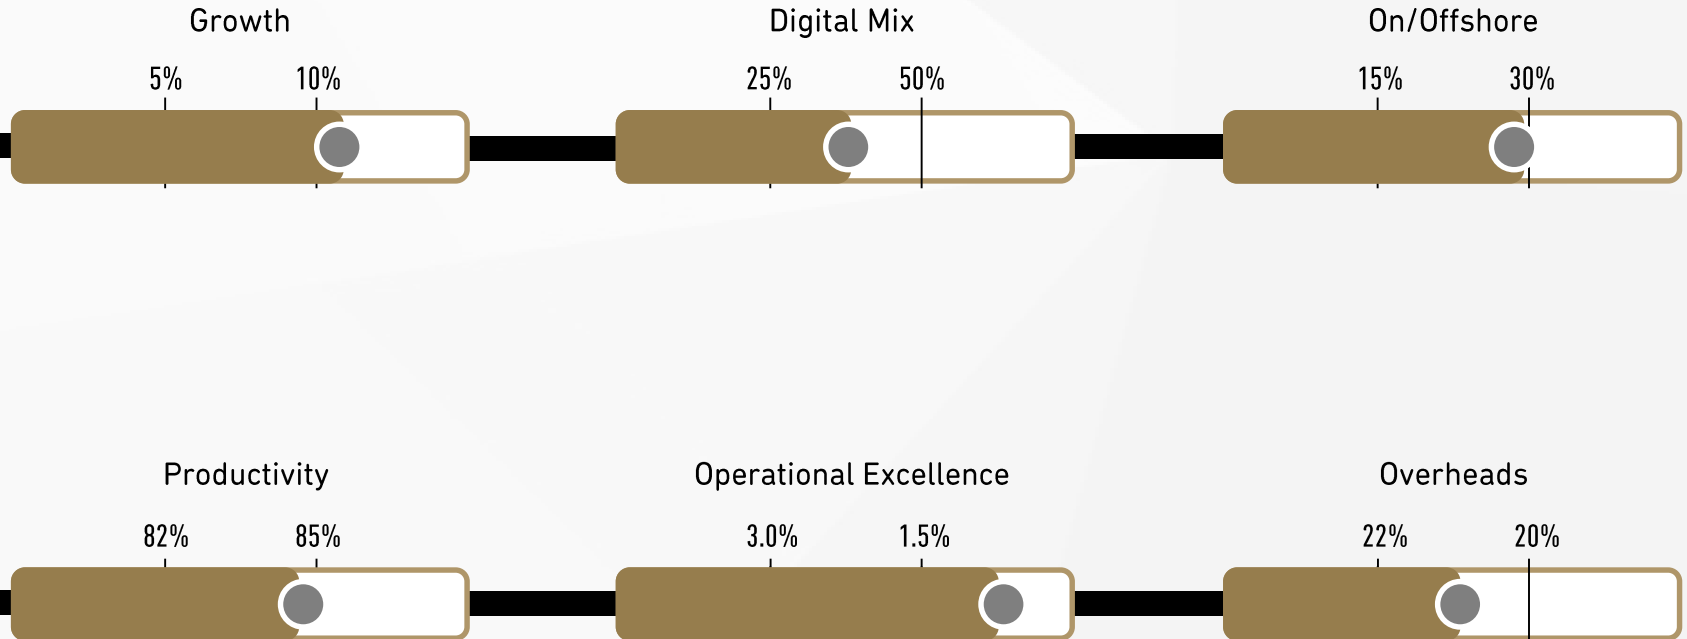 Growth
5% 10%
Digital Mix
25% 50%
On/Offshore
15% 30%
Productivity
82% 85%
Operational Excellence
3.0% 1.5%
Overheads
22% 20%